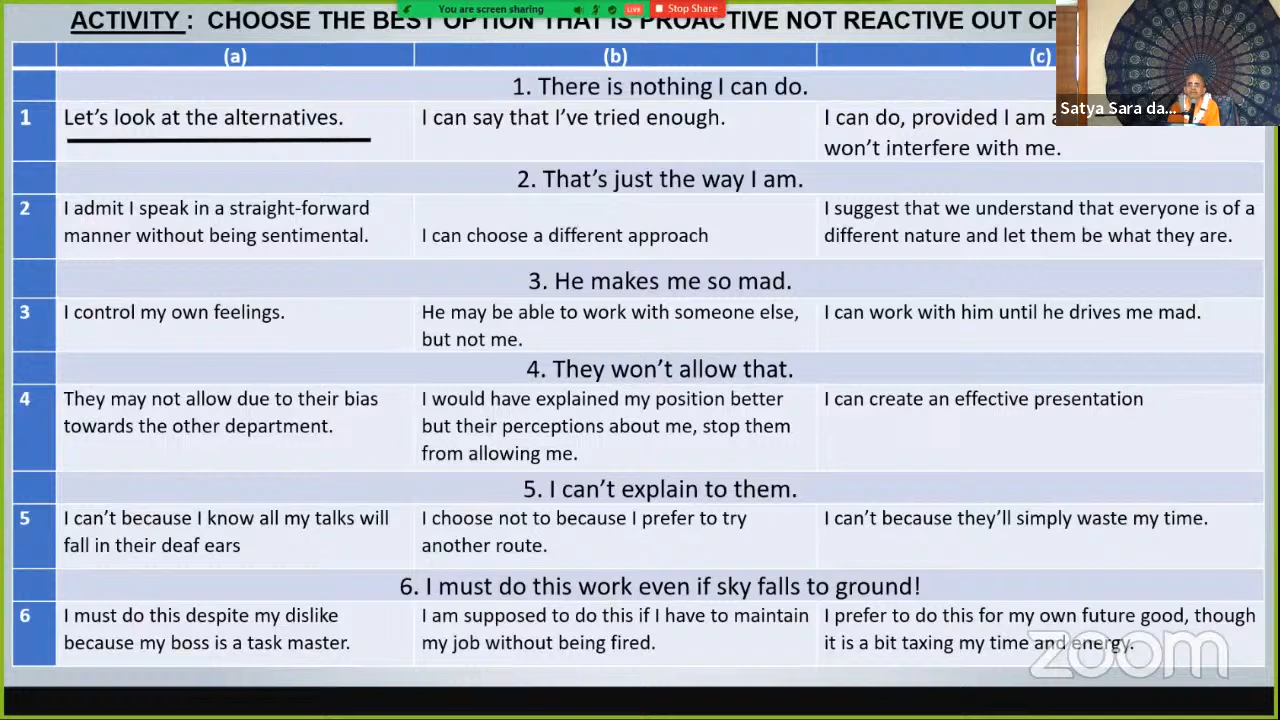 You are screen sharing
LIVE
Stop Share
ACTIVITY : CHOOSE THE BEST OPTION THAT IS PROACTIVE NOT REACTIVE OUT OF
(a) (b) (c)
1. There is nothing I can do.
1 Let's look at the alternatives. I can say that I've tried enough. I can do, provided I am
won't interfere with me.
Satya Sara da...
2. That's just the way I am.
2 I admit I speak in a straight-forward
manner without being sentimental.
I can choose a different approach
I suggest that we understand that everyone is of a
different nature and let them be what they are.
3. He makes me so mad.
3 I control my own feelings.
He may be able to work with someone else,
but not me.
I can work with him until he drives me mad.
4. They won't allow that.
4 They may not allow due to their bias
towards the other department.
I would have explained my position better
but their perceptions about me, stop them
from allowing me.
I can create an effective presentation
5. I can't explain to them.
5 I can't because I know all my talks will
fall in their deaf ears
I choose not to because I prefer to try
another route.
I can't because they'll simply waste my time.
6. I must do this work even if sky falls to ground!
6 I must do this despite my dislike
because my boss is a task master.
I am supposed to do this if I have to maintain
my job without being fired.
I prefer to do this for my own future good, though
it is a bit taxing my time and energy.
zoom